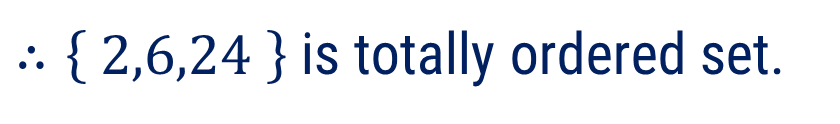 ∴ { 2,6,24 } is totally ordered set.